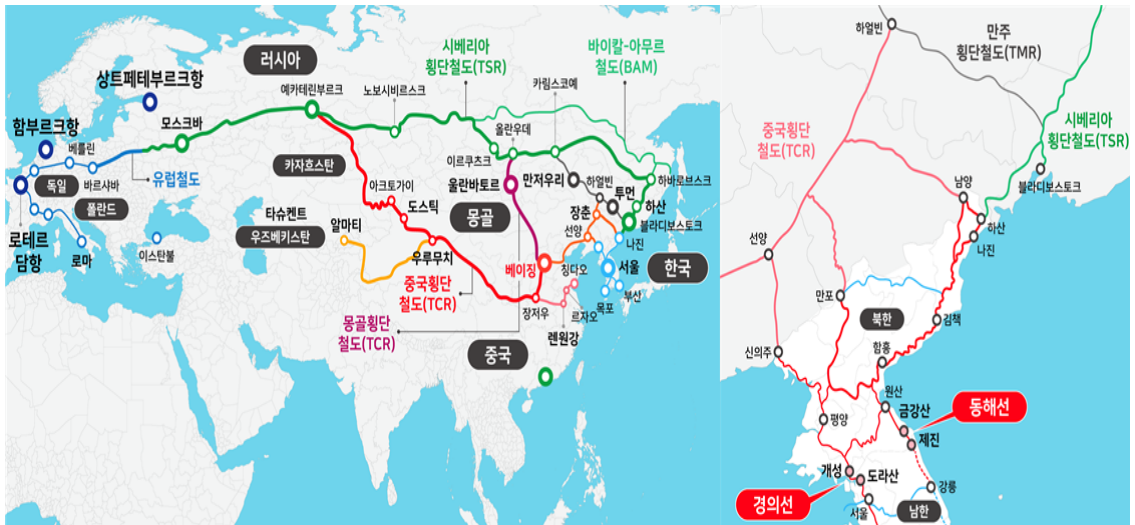 러시아
상트페테부르크항
함부르크항
베를린
독일
폴란드
바르샤바
유럽철도
모스크바
로테르
담항
로마
이스탄불
예카테린부르크
노보시비르스크
시베리아
횡단철도(TSR)
카림스코예
바이칼-아무르
철도(BAM)
울란우데
이르쿠츠크
카자흐스탄
아크토가이
도스틱
타슈켄트
우즈베키스탄
알마티
우루무치
중국횡단
철도(TCR)
울란바토르
몽골
몽골횡단
철도(TCR)
만저우리
하얼빈
투먼
하바로브스크
하산
블라디보스토크
장춘
선양
나진
베이징
칭다오
서울
한국
부산
목포
장저우
르자오
롄원강
중국
하얼빈
만주
횡단철도(TMR)
중국횡단
철도(TCR)
시베리아
횡단철도(TSR)
블라디보스토크
남양
하산
나진
선양
만포
북한
김책
신의주
함흥
원산
평양
금강산
동해선
제진
개성
도라산
경의선
강릉
서울
남한